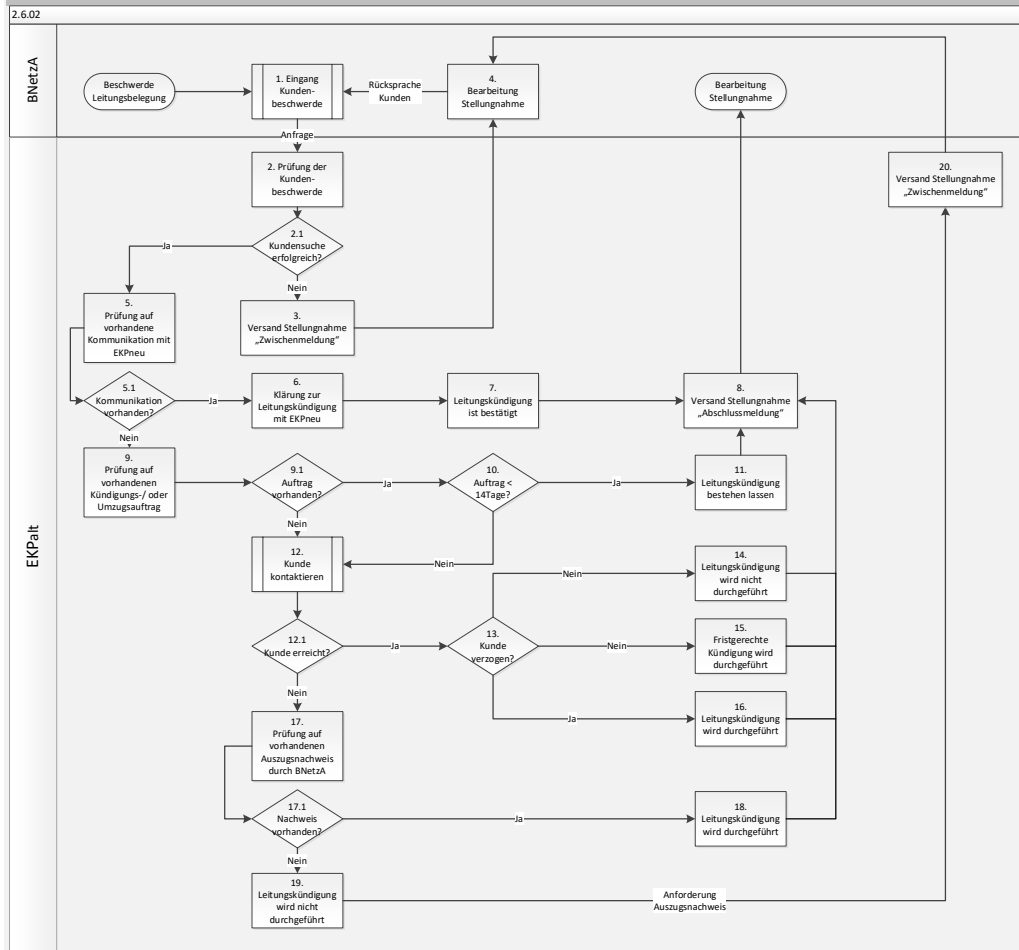 2.6.02
BNetzA
Beschwerde
Leitungsbelegung
1. Eingang
Kunden-
beschwerde
Rücksprache
Kunden
4.
Bearbeitung
Stellungnahme
Bearbeitung
Stellungnahme
Anfrage
EKPalt
2. Prüfung der
Kunden-
beschwerde
20.
Versand Stellungnahme
„Zwischenmeldung“
2.1
Kundensuche
erfolgreich?
Ja
Nein
5.
Prüfung auf
vorhandene
Kommunikation mit
EKPneu
3.
Versand Stellungnahme
„Zwischenmeldung“
5.1
Kommunikation
vorhanden?
Ja
6.
Klärung zur
Leitungskündigung
mit EKPneu
7.
Leitungskündigung
ist bestätigt
8.
Versand Stellungnahme
„Abschlussmeldung“
Nein
9.
Prüfung auf
vorhandenen
Kündigungs-/ oder
Umzugsauftrag
9.1
Auftrag
vorhanden?
Ja
10.
Auftrag <
14Tage?
Ja
11.
Leitungskündigung
bestehen lassen
Nein
12.
Kunde
kontaktieren
Nein
Nein
14.
Leitungskündigung
wird nicht
durchgeführt
12.1
Kunde erreicht?
Ja
13.
Kunde
verzogen?
Nein
15.
Fristgerechte
Kündigung wird
durchgeführt
Nein
Ja
16.
Leitungskündigung
wird durchgeführt
17.
Prüfung auf
vorhandenen
Auszugsnachweis
durch BNetzA
17.1
Nachweis
vorhanden?
Ja
18.
Leitungskündigung
wird durchgeführt
Nein
19.
Leitungskündigung
wird nicht
durchgeführt
Anforderung
Auszugsnachweis